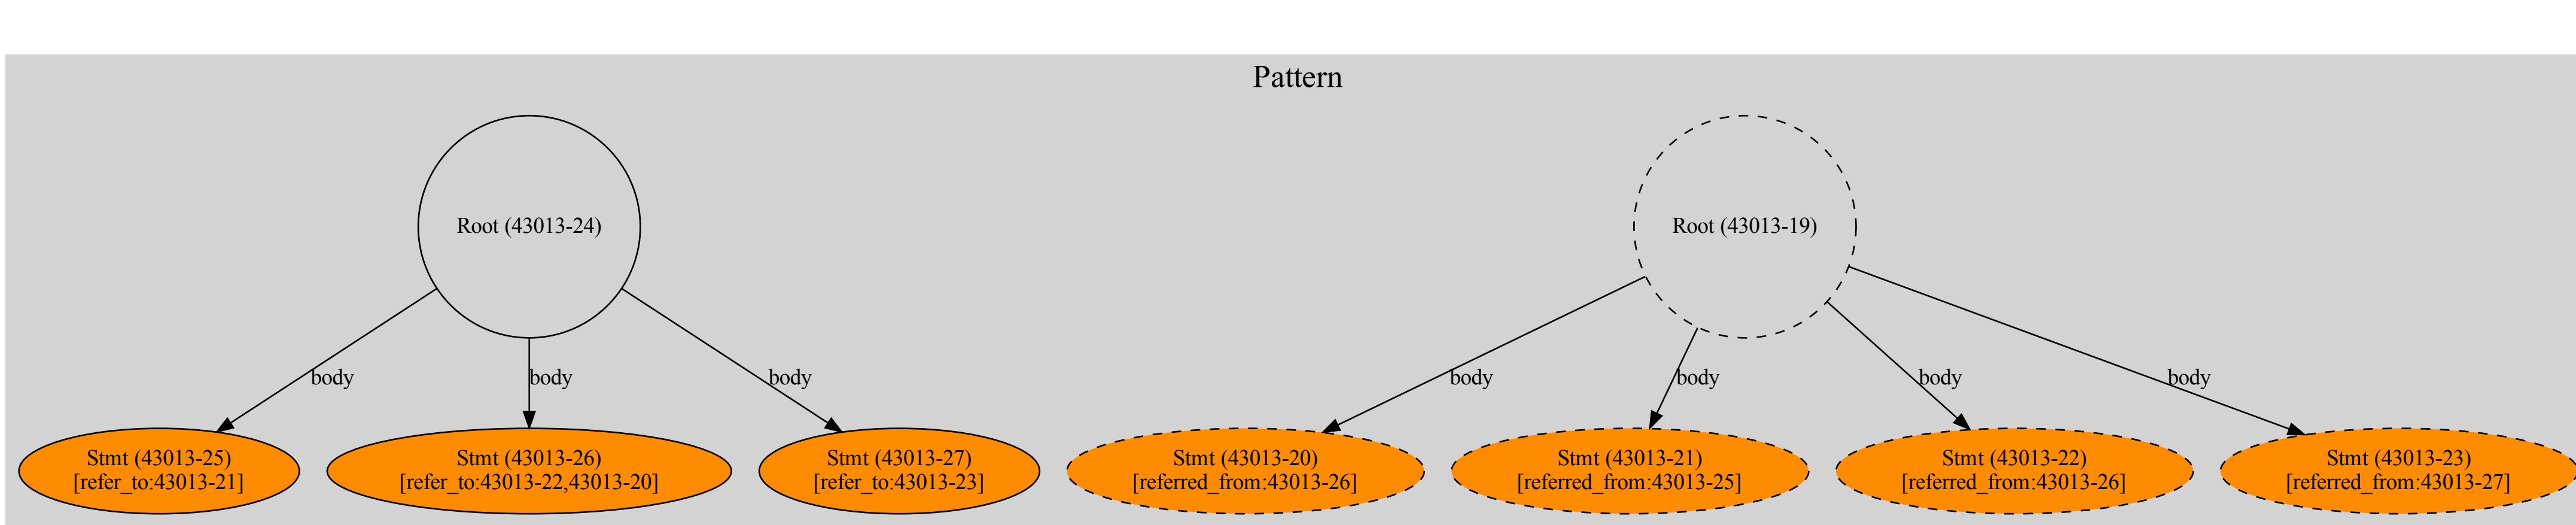 Pattern
Root (43013-24)
Root (43013-19)
body
body
body
body
body
body
body
Stmt (43013-25)
[refer_to:43013-21]
Stmt (43013-26)
[refer_to:43013-22,43013-20]
Stmt (43013-27)
[refer_to:43013-23]
Stmt (43013-20)
[referred_from:43013-26]
Stmt (43013-21)
[referred_from:43013-25]
Stmt (43013-22)
[referred_from:43013-26]
Stmt (43013-23)
[referred_from:43013-27]